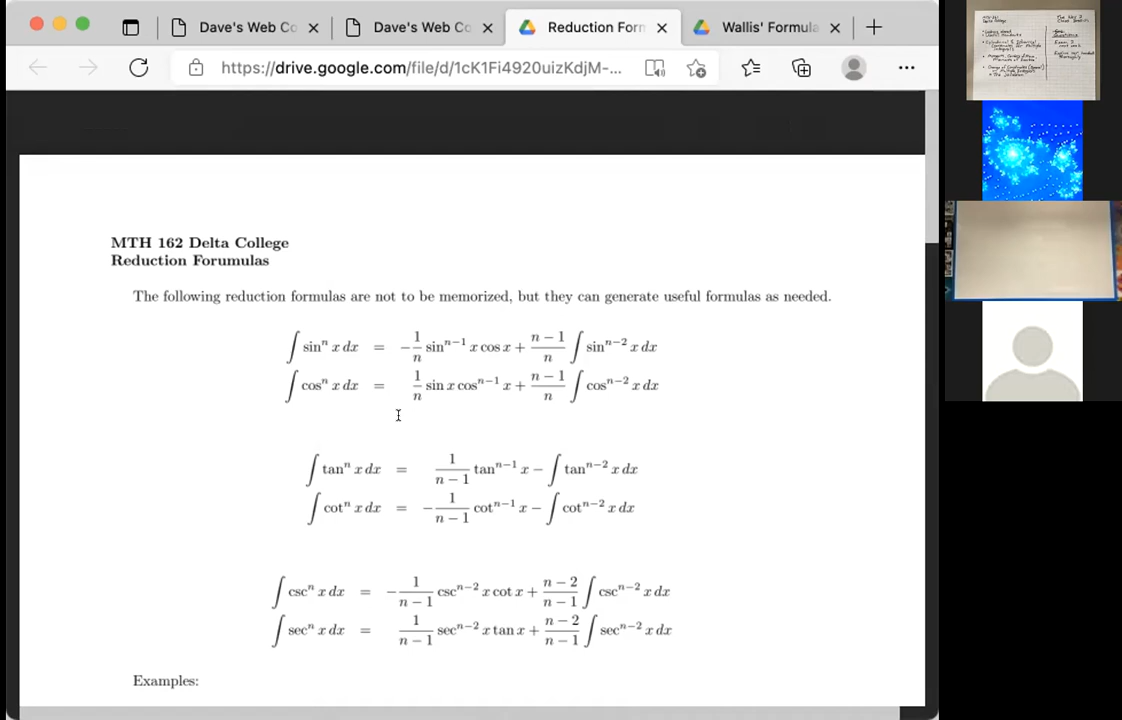 Dave's Web Co
Dave's Web Co
Reduction Form
Wallis' Formula
https://drive.google.com/file/d/1cK1Fi4920uizKdjM-...
MTH 162 Delta College
Reduction Forumulas
The following reduction formulas are not to be memorized, but they can generate useful formulas as needed.
∫ sinⁿ x dx = −1/n sinⁿ⁻¹ x cos x + (n − 1)/n ∫ sinⁿ⁻² x dx
∫ cosⁿ x dx = 1/n sin x cosⁿ⁻¹ x + (n − 1)/n ∫ cosⁿ⁻² x dx
∫ tanⁿ x dx = 1/(n − 1) tanⁿ⁻¹ x − ∫ tanⁿ⁻² x dx
∫ cotⁿ x dx = −1/(n − 1) cotⁿ⁻¹ x − ∫ cotⁿ⁻² x dx
∫ cscⁿ x dx = −1/(n − 1) cscⁿ⁻² x cot x + (n − 2)/(n − 1) ∫ cscⁿ⁻² x dx
∫ secⁿ x dx = 1/(n − 1) secⁿ⁻² x tan x + (n − 2)/(n − 1) ∫ secⁿ⁻² x dx
Examples: